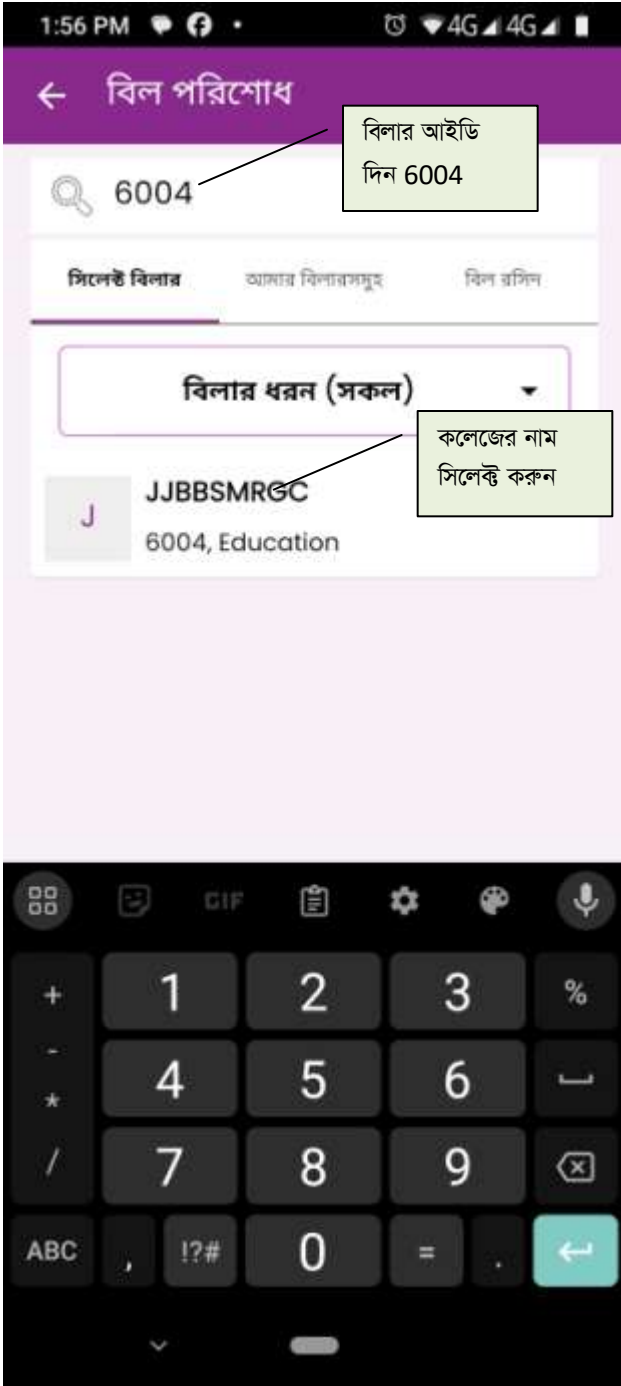 1:56 PM 4G 4G
বিল পরিশোধ
বিলার আইডি
দিন 6004
6004
সিলেক্ট বিলার আমার বিলারসমুহ বিল রসিদ
বিলার ধরন (সকল)
কলেজের নাম
সিলেক্ট করুন
J
JJBBSMRGC
6004, Education
GIF
+ 1 2 3 %
- 4 5 6
*
/ 7 8 9
ABC , !?# 0 = .